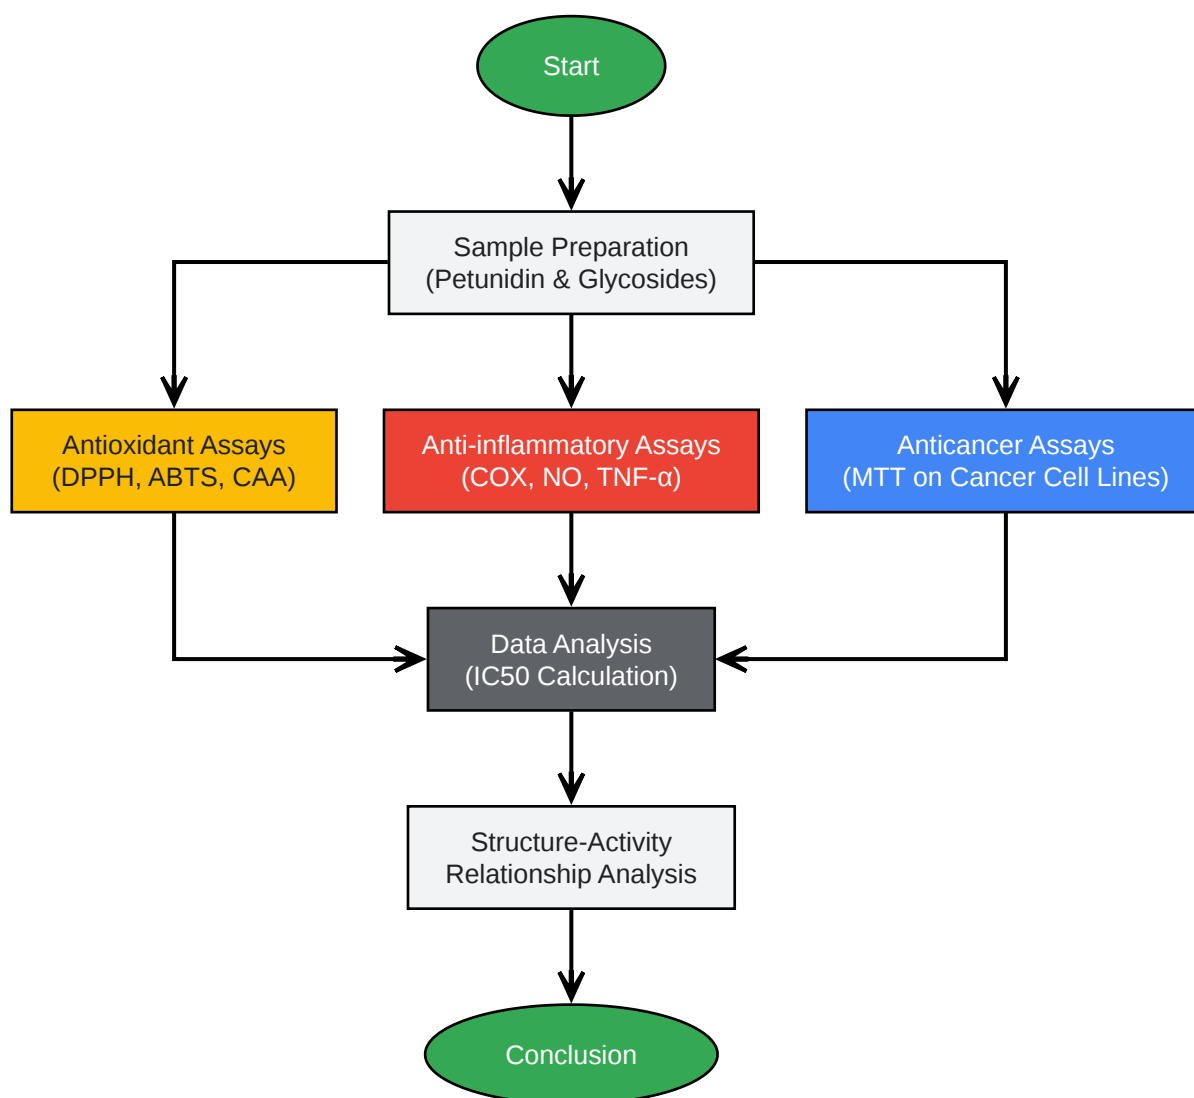 Start
Sample Preparation
(Petunidin & Glycosides)
Antioxidant Assays
(DPPH, ABTS, CAA)
Anti-inflammatory Assays
(COX, NO, TNF-α)
Anticancer Assays
(MTT on Cancer Cell Lines)
Data Analysis
(IC50 Calculation)
Structure-Activity
Relationship Analysis
Conclusion